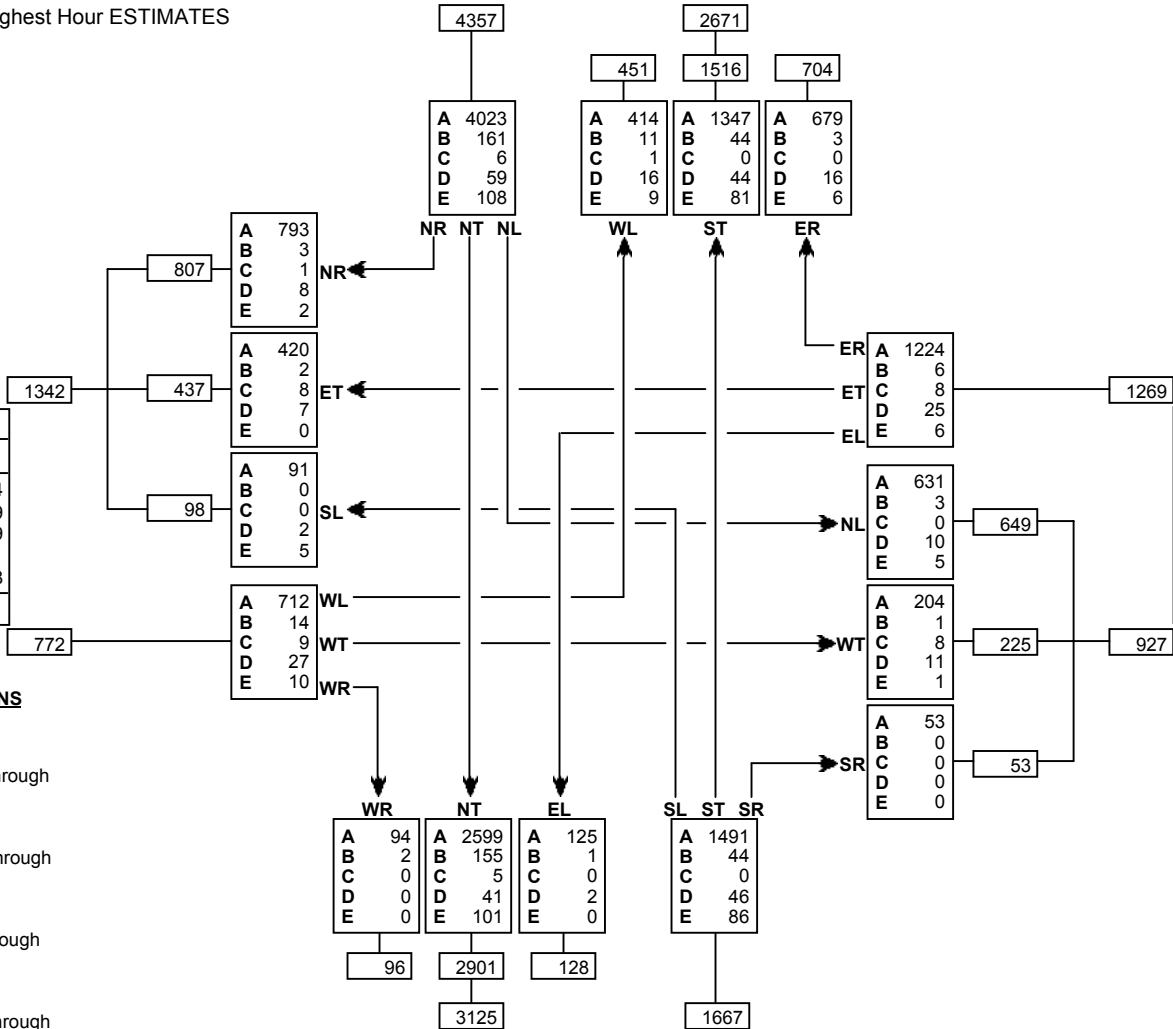 ghest Hour ESTIMATES
4357
2671
451
1516
704
A 4023
B 161
C 6
D 59
E 108
A 414
B 11
C 1
D 16
E 9
A 1347
B 44
C 0
D 44
E 81
A 679
B 3
C 0
D 16
E 6
NR NT NL
WL
ST
ER
807
A 793
B 3
C 1
D 8
E 2
NR
1342
437
A 420
B 2
C 8
D 7
E 0
ET
98
A 91
B 0
C 0
D 2
E 5
SL
772
A 712
B 14
C 9
D 27
E 10
WL
WT
WR
ER
ET
EL
A 1224
B 6
C 8
D 25
E 6
1269
NL
A 631
B 3
C 0
D 10
E 5
649
WT
A 204
B 1
C 8
D 11
E 1
225
927
SR
A 53
B 0
C 0
D 0
E 0
53
NS
rough
hrough
ough
hrough
WR
NT
EL
SL ST SR
A 94
B 2
C 0
D 0
E 0
A 2599
B 155
C 5
D 41
E 101
A 125
B 1
C 0
D 2
E 0
A 1491
B 44
C 0
D 46
E 86
96
2901
128
3125
1667